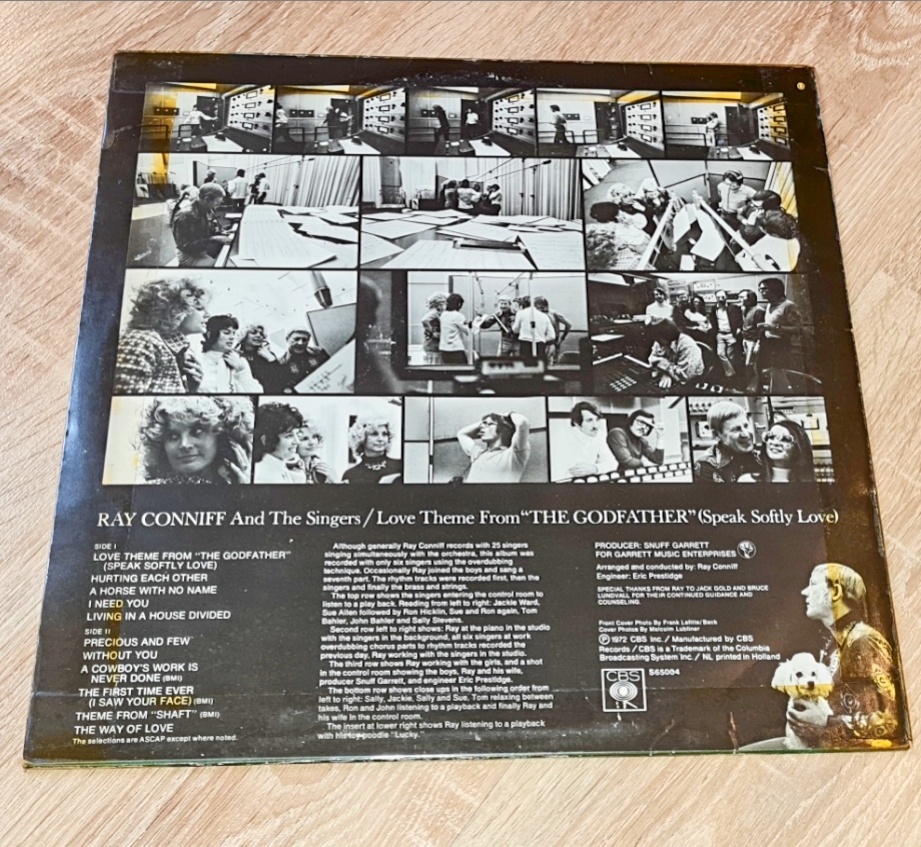 RAY CONNIFF And The Singers / Love Theme From "THE GODFATHER" (Speak Softly Love)
SIDE I
LOVE THEME FROM "THE GODFATHER"
(SPEAK SOFTLY LOVE)
HURTING EACH OTHER
A HORSE WITH NO NAME
I NEED YOU
LIVING IN A HOUSE DIVIDED
SIDE II
PRECIOUS AND FEW
WITHOUT YOU
A COWBOY'S WORK IS
NEVER DONE (BMI)
THE FIRST TIME EVER
(I SAW YOUR FACE) (BMI)
THEME FROM "SHAFT" (BMI)
THE WAY OF LOVE
The selections are ASCAP except where noted.
Although generally Ray Conniff records with 25 singers
singing simultaneously with the orchestra, this album was
recorded with only six singers using the overdubbing
technique. Occasionally Ray joined the boys and sang a
seventh part. The rhythm tracks were recorded first, then the
singers and finally the brass and strings.
The top row shows the singers entering the control room to
listen to a play back. Reading from left to right: Jackie Ward,
Sue Allen followed by Ron Hicklin, Sue and Ron again, Tom
Bahler, John Bahler and Sally Stevens.
Second row left to right shows: Ray at the piano in the studio
with the singers in the background, all six singers at work
overdubbing chorus parts to rhythm tracks recorded the
previous day, Ray working with the singers in the studio.
The third row shows Ray working with the girls, and a shot
in the control room showing the boys, Ray and his wife,
producer Snuff Garrett, and engineer Eric Prestidge.
The bottom row shows close ups in the following order from
left to right: Sally, Jackie, Sally and Sue, Tom relaxing between
takes, Ron and John listening to a playback and finally Ray and
his wife in the control room.
The insert at lower right shows Ray listening to a playback
with his toy poodle "Lucky."
PRODUCER: SNUFF GARRETT
FOR GARRETT MUSIC ENTERPRISES
Arranged and conducted by: Ray Conniff
Engineer: Eric Prestidge
SPECIAL THANKS FROM RAY TO JACK GOLD AND BRUCE
LUNDVALL FOR THEIR CONTINUED GUIDANCE AND
COUNSELING.
Front Cover Photo By Frank Lafitte/Back
Cover Photos By Malcolm Lubliner
Ⓟ 1972 CBS Inc. / Manufactured by CBS
Records / CBS is a Trademark of the Columbia
Broadcasting System Inc. / NL printed in Holland
CBS
S65094